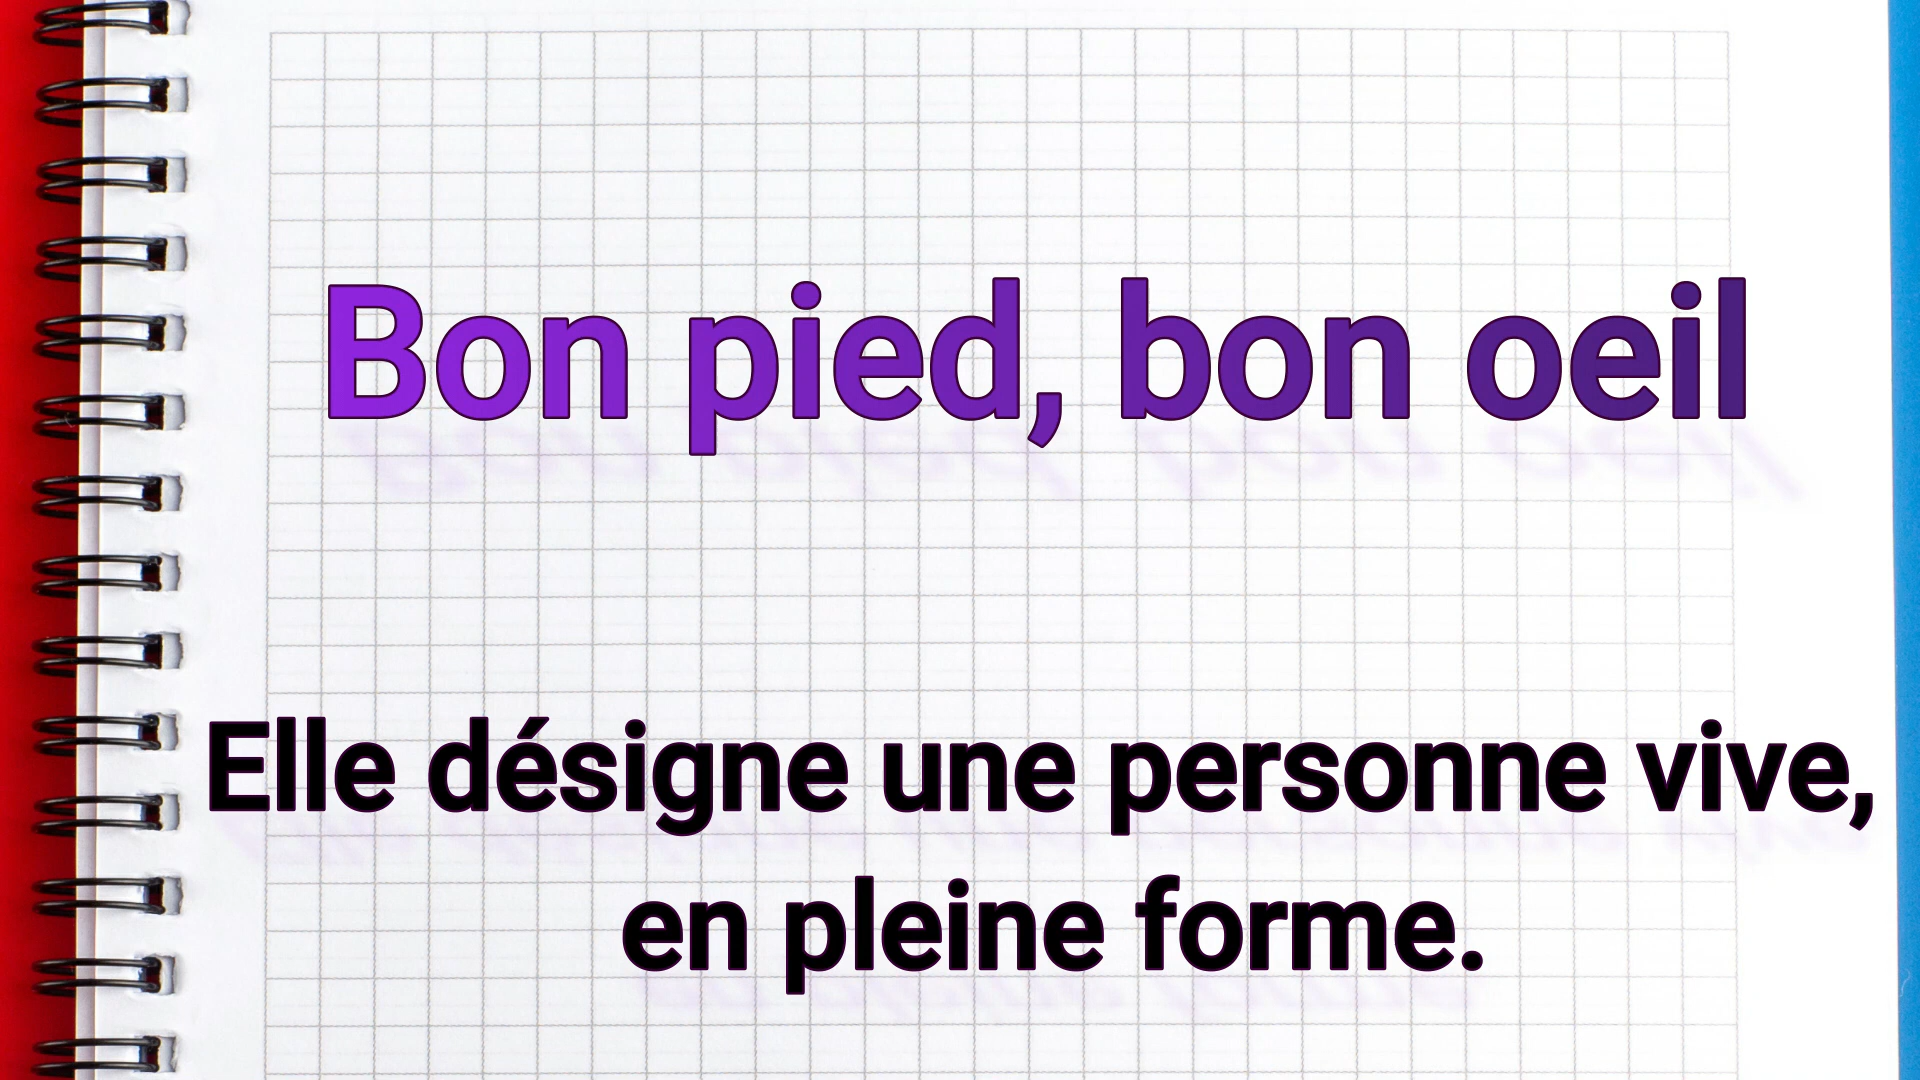 Bon pied, bon oeil
Elle désigne une personne vive,
en pleine forme.